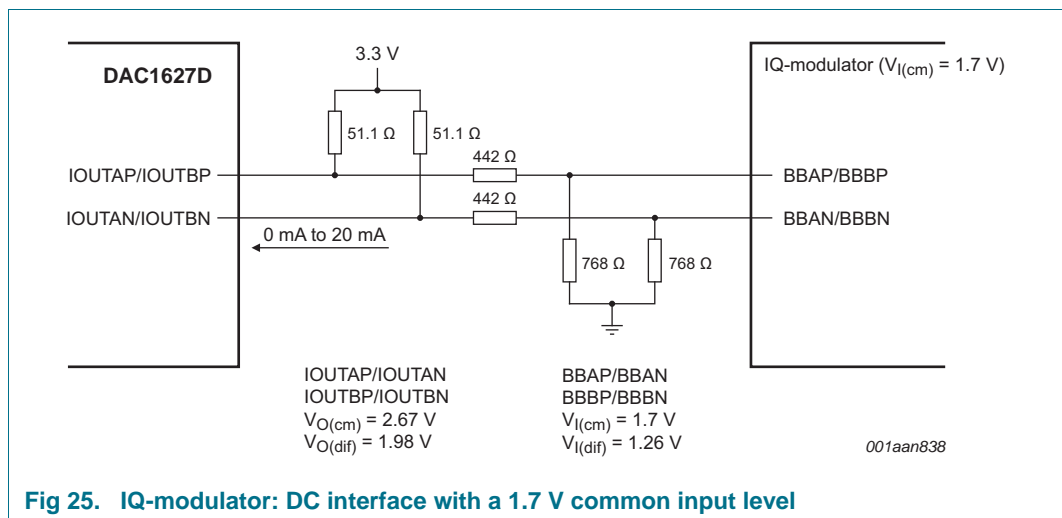 3.3 V
DAC1627D
IQ-modulator (VI(cm) = 1.7 V)
51.1 Ω
51.1 Ω
442 Ω
IOUTAP/IOUTBP
BBAP/BBBP
442 Ω
IOUTAN/IOUTBN
BBAN/BBBN
0 mA to 20 mA
768 Ω
768 Ω
IOUTAP/IOUTAN
IOUTBP/IOUTBN
VO(cm) = 2.67 V
VO(dif) = 1.98 V
BBAP/BBAN
BBBP/BBBN
VI(cm) = 1.7 V
VI(dif) = 1.26 V
001aan838
Fig 25. IQ-modulator: DC interface with a 1.7 V common input level